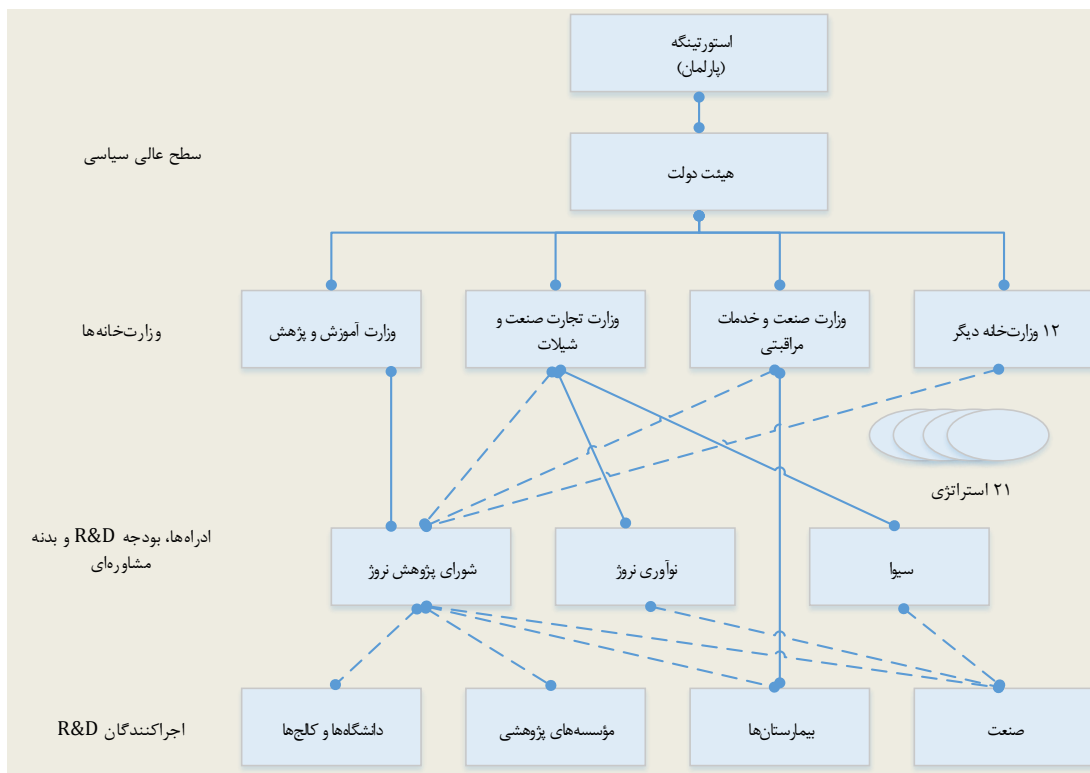 استورتینگه
(پارلمان)
سطح عالی سیاسی
هیئت دولت
وزارت‌خانه‌ها
۱۲ وزارت‌خانه دیگر
وزارت صنعت و خدمات
مراقبتی
وزارت تجارت صنعت و
شیلات
وزارت آموزش و پژهش
۲۱ استراتژی
ادراه‌ها، بودجه R&D و بدنه
مشاوره‌ای
سیوا
نوآوری نروژ
شورای پژوهش نروژ
اجراکنندگان R&D
صنعت
بیمارستان‌ها
مؤسسه‌های پژوهشی
دانشگاه‌ها و کالج‌ها